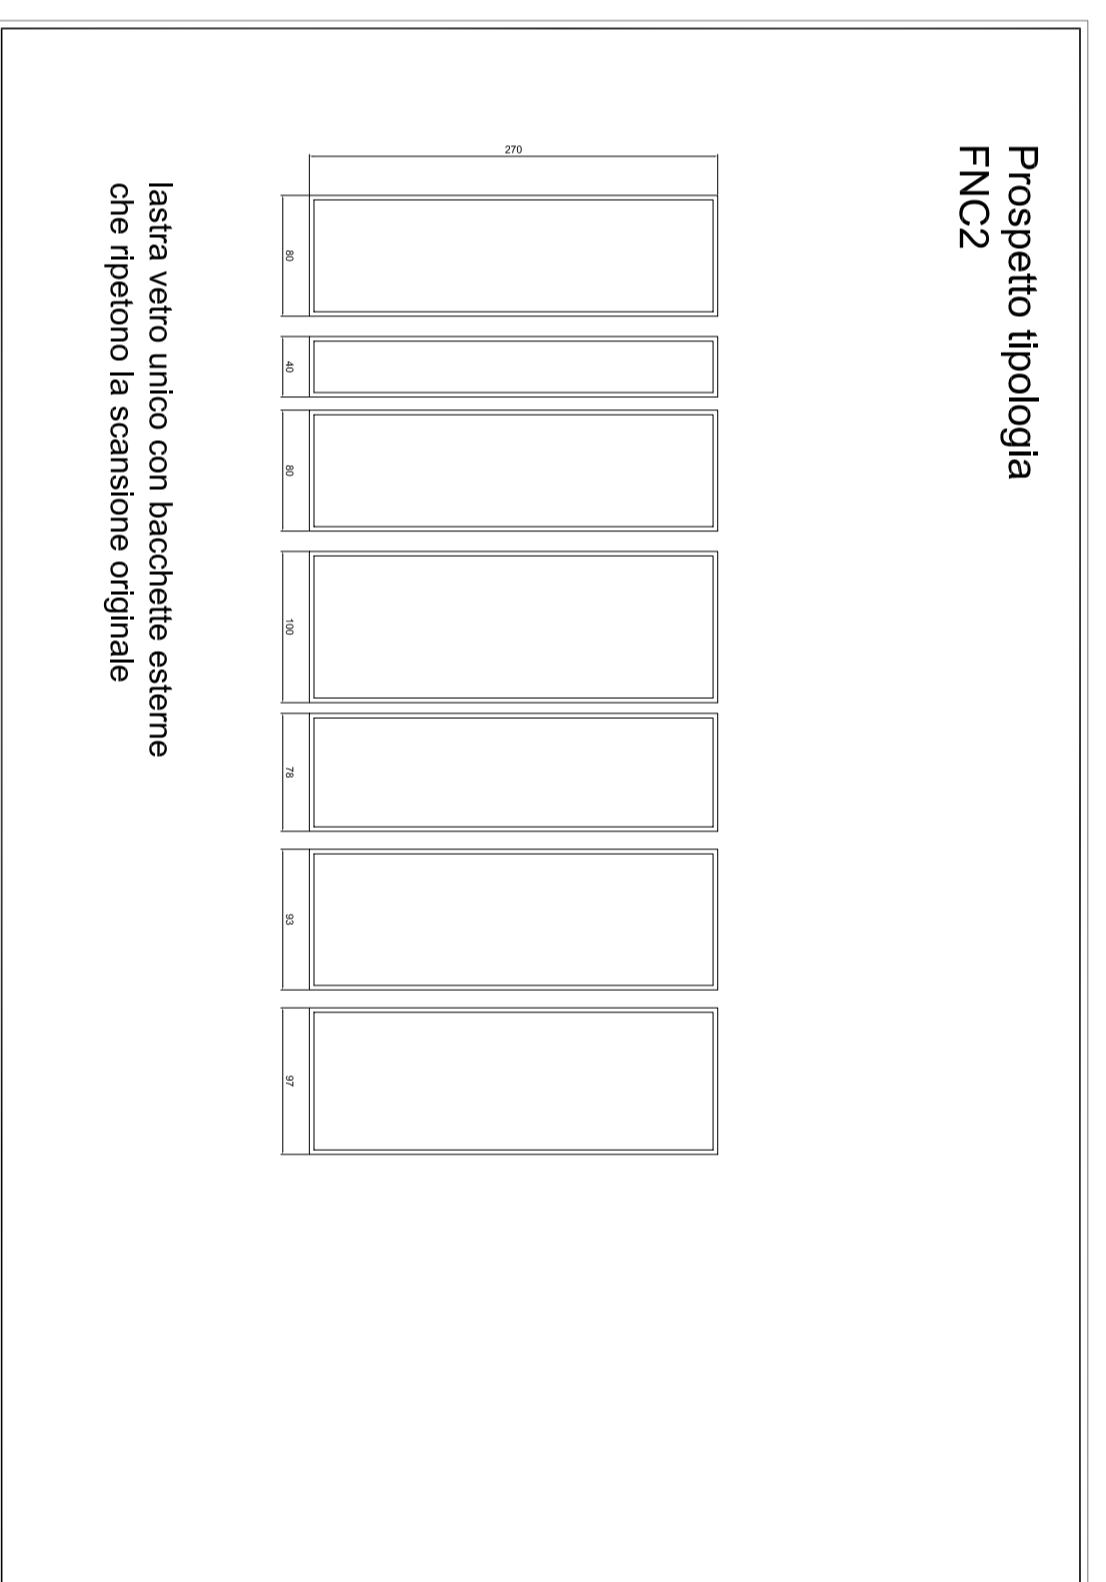 Prospetto tipologia
FNC2
270
80
40
80
100
78
93
97
lastra vetro unico con bacchette esterne
che ripetono la scansione originale